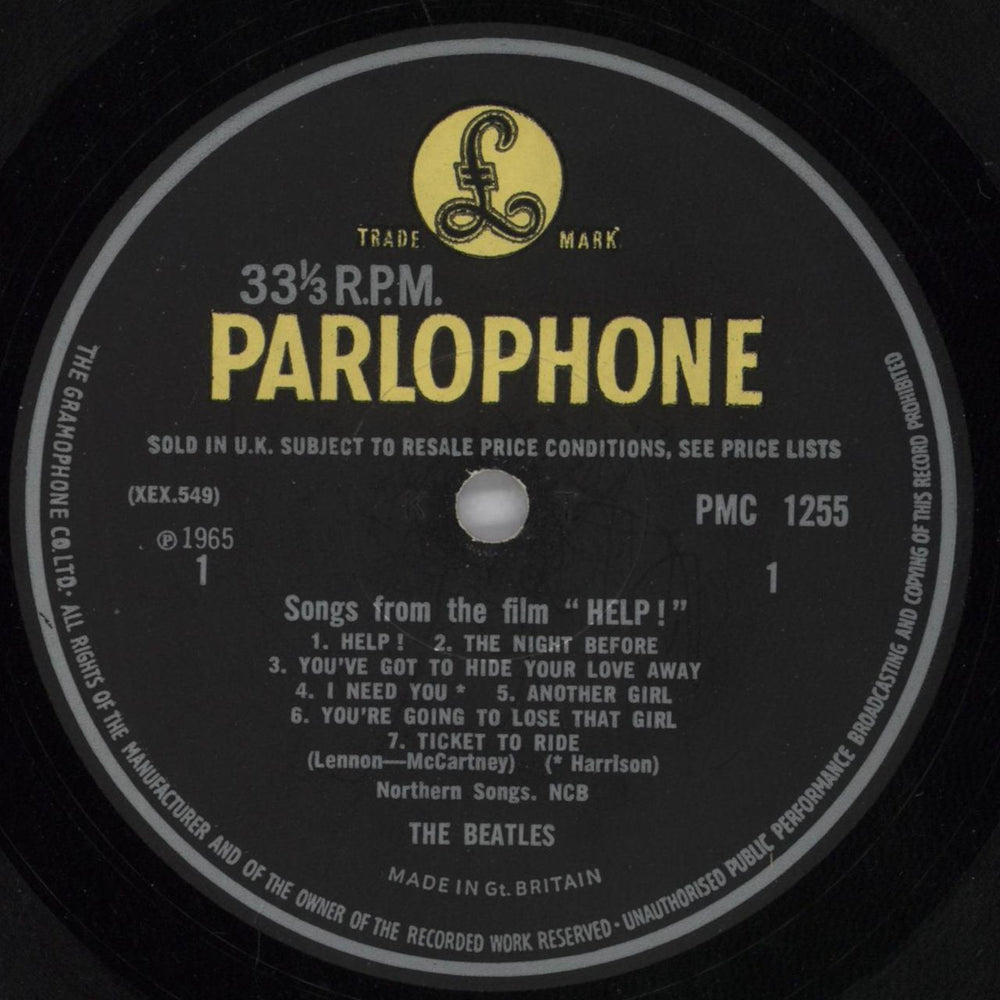 £
TRADE MARK
33⅓ R.P.M.
PARLOPHONE
SOLD IN U.K. SUBJECT TO RESALE PRICE CONDITIONS, SEE PRICE LISTS
(XEX.549)
PMC 1255
℗ 1965
1
1
Songs from the film “ HELP ! ”
1. HELP ! 2. THE NIGHT BEFORE
3. YOU'VE GOT TO HIDE YOUR LOVE AWAY
4. I NEED YOU * 5. ANOTHER GIRL
6. YOU'RE GOING TO LOSE THAT GIRL
7. TICKET TO RIDE
(Lennon—McCartney) (* Harrison)
Northern Songs. NCB
THE BEATLES
MADE IN Gt. BRITAIN
THE GRAMOPHONE CO. LTD. · ALL RIGHTS OF THE MANUFACTURER AND OF THE OWNER OF THE RECORDED WORK RESERVED · UNAUTHORISED PUBLIC PERFORMANCE BROADCASTING AND COPYING OF THIS RECORD PROHIBITED